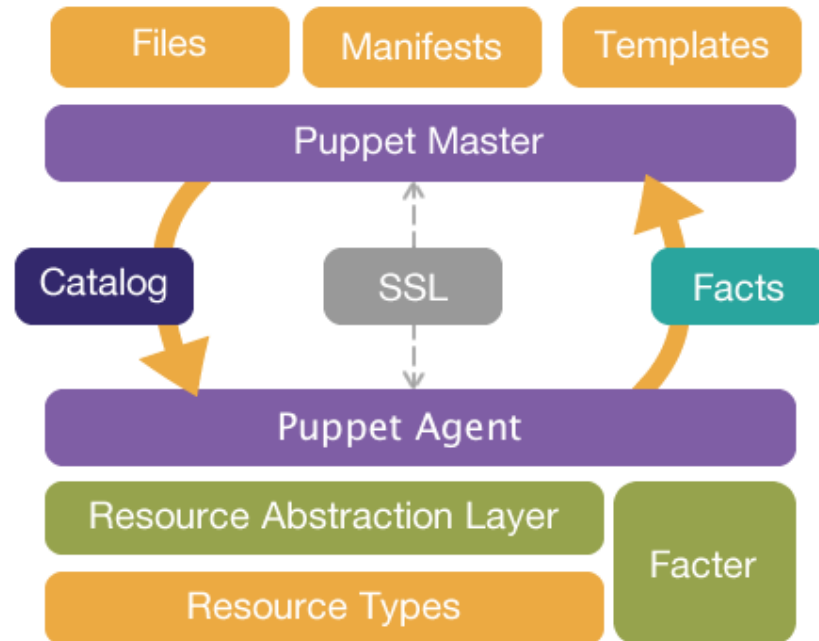 Files
Manifests
Templates
Puppet Master
Catalog
SSL
Facts
Puppet Agent
Resource Abstraction Layer
Facter
Resource Types